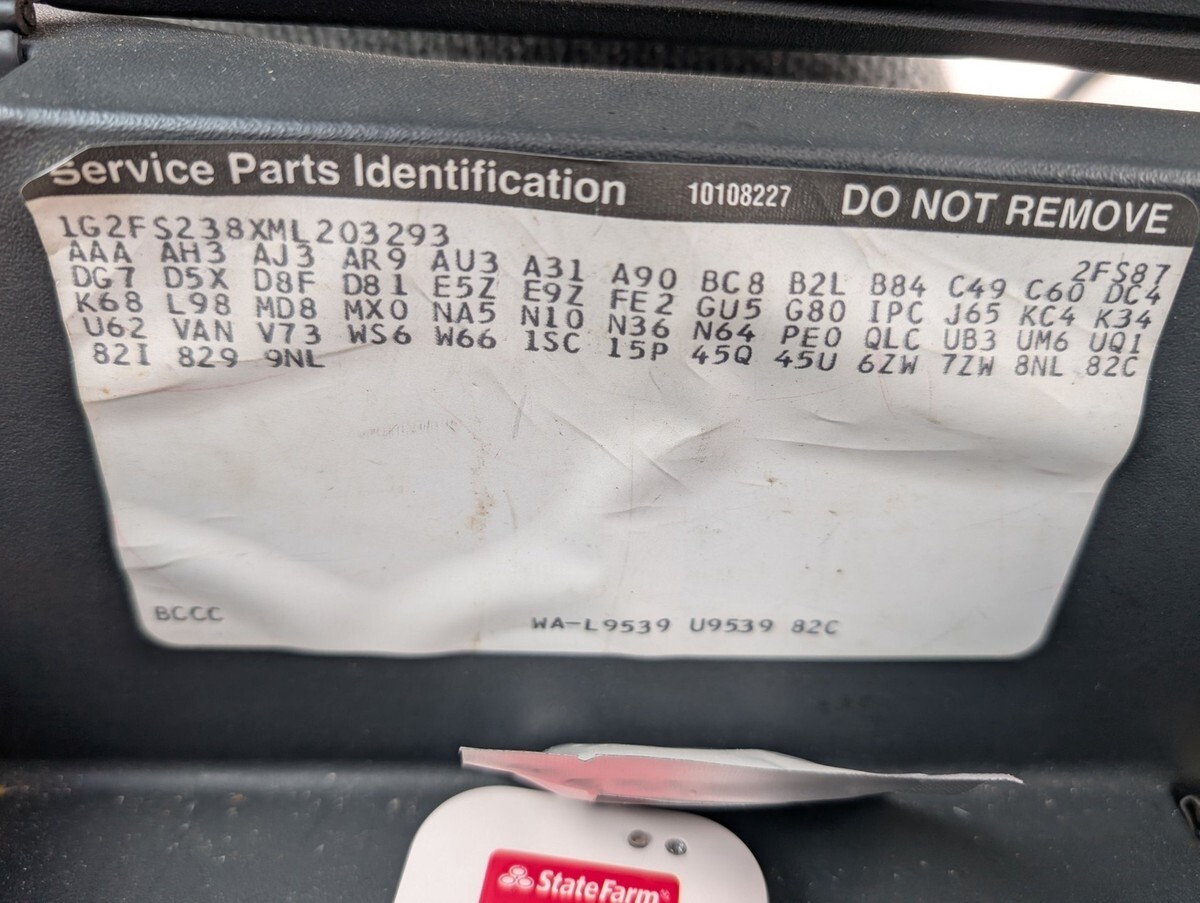 Service Parts Identification 10108227 DO NOT REMOVE
1G2FS238XML203293 2FS87
AAA AH3 AJ3 AR9 AU3 A31 A90 BC8 B2L B84 C49 C60 DC4
DG7 D5X D8F D81 E5Z E9Z FE2 GU5 G80 IPC J65 KC4 K34
K68 L98 MD8 MX0 NA5 N10 N36 N64 PE0 QLC UB3 UM6 UQ1
U62 VAN V73 WS6 W66 1SC 15P 45Q 45U 6ZW 7ZW 8NL 82C
82I 829 9NL
BCCC WA-L9539 U9539 82C
StateFarm